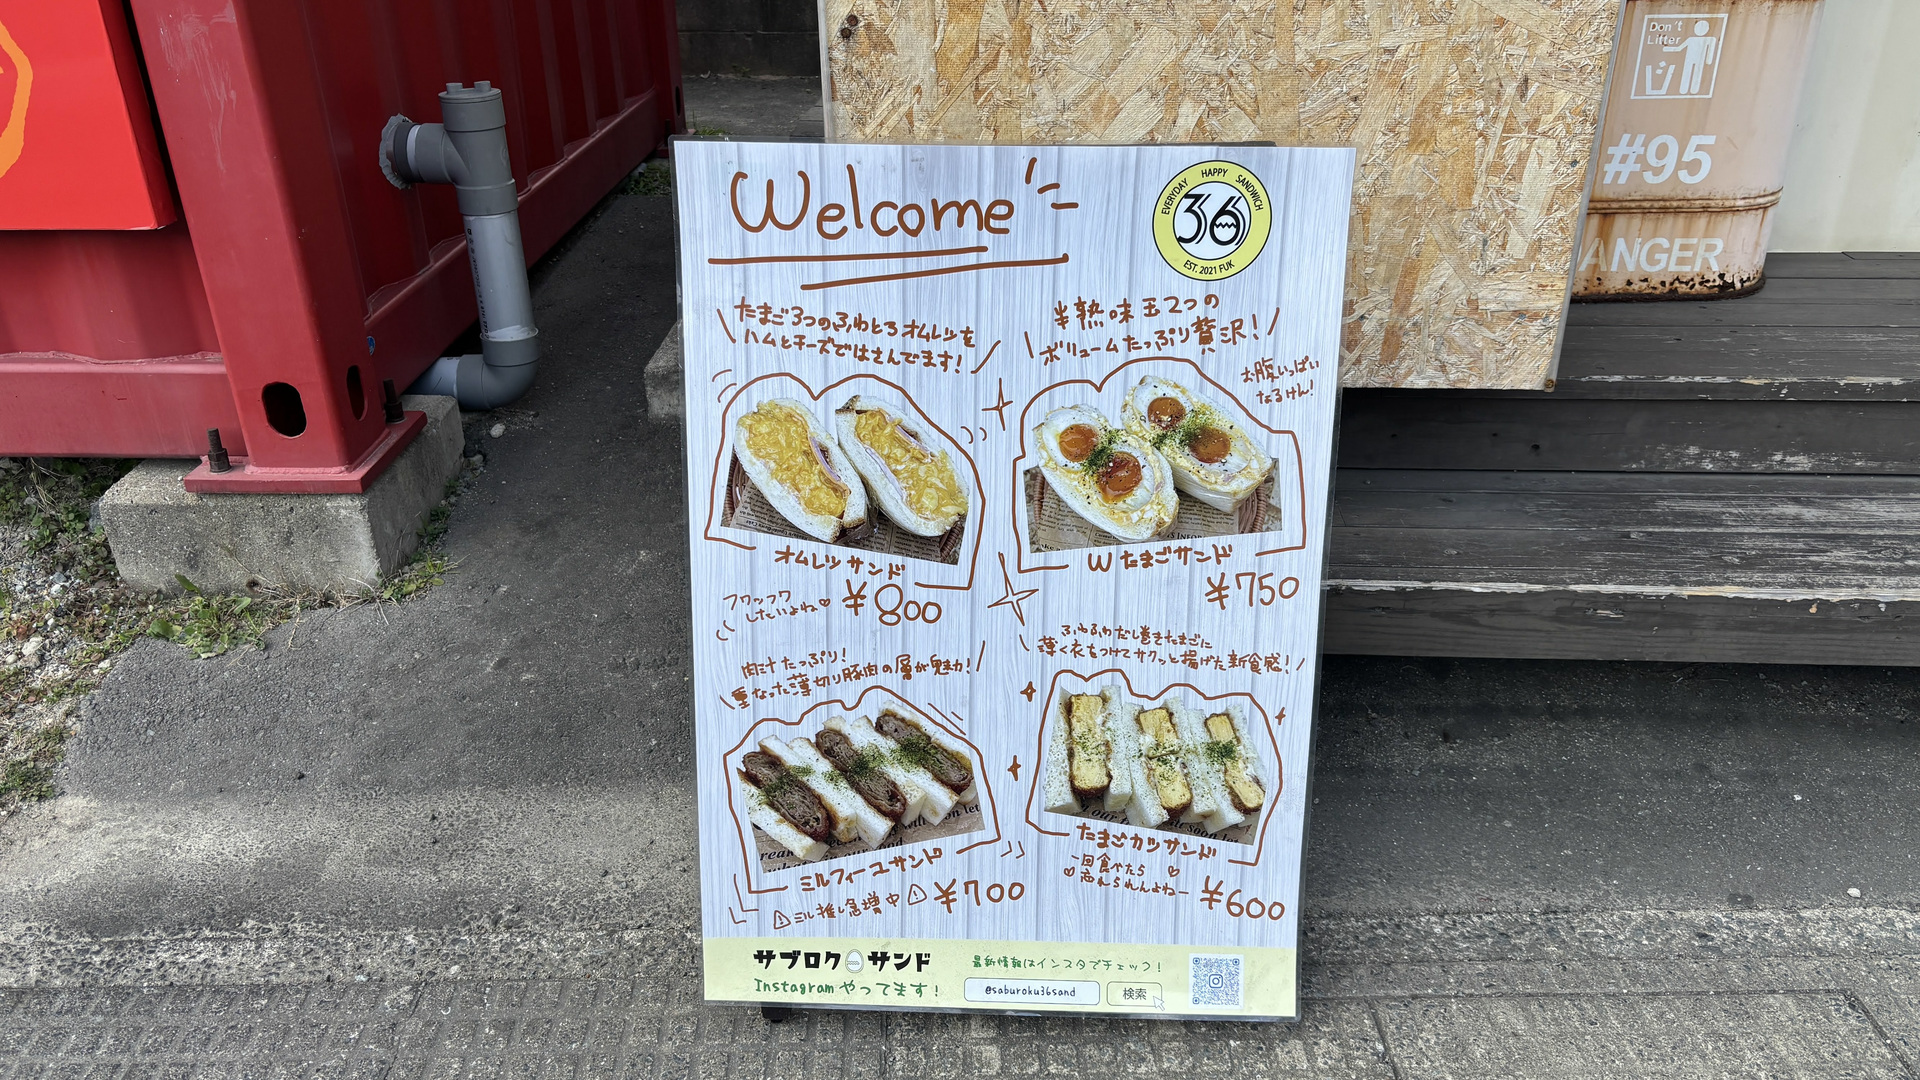 Welcome
EVERYDAY HAPPY SANDWICH
36
EST. 2021 FUK
たまご3つのふわとろオムレツを
ハムとチーズではさんでます!
オムレツサンド
フワッフワ
したいよね♡
¥800
半熟味玉2つの
ボリュームたっぷり贅沢!
お腹いっぱい
なるけん!
Wたまごサンド
¥750
肉汁たっぷり!
重なった薄切り豚肉の層が魅力!
ミルフィーユサンド
⚠ミル推し急増中⚠
¥700
ふわふわだし巻きたまごに
薄く衣をつけてサクッと揚げた新食感!
たまごカツサンド
一回食べたら
忘れられんよねー
¥600
サブロクサンド
Instagramやってます!
最新情報はインスタでチェック!
@saburoku36sand
検索
Don't
Litter
#95
ANGER